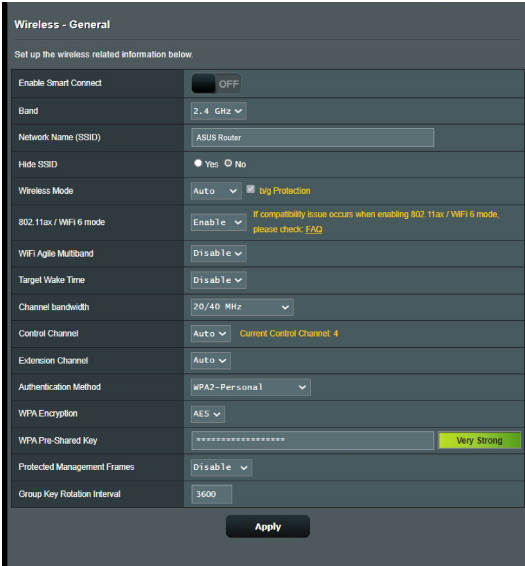 Wireless - General
Set up the wireless related information below.
Enable Smart Connect OFF
Band 2.4 GHz
Network Name (SSID) ASUS Router
Hide SSID Yes No
Wireless Mode Auto b/g Protection
802.11ax / WiFi 6 mode Enable If compatibility issue occurs when enabling 802.11ax / WiFi 6 mode,
please check: FAQ
WiFi Agile Multiband Disable
Target Wake Time Disable
Channel bandwidth 20/40 MHz
Control Channel Auto Current Control Channel: 4
Extension Channel Auto
Authentication Method WPA2-Personal
WPA Encryption AES
WPA Pre-Shared Key ****************** Very Strong
Protected Management Frames Disable
Group Key Rotation Interval 3600
Apply